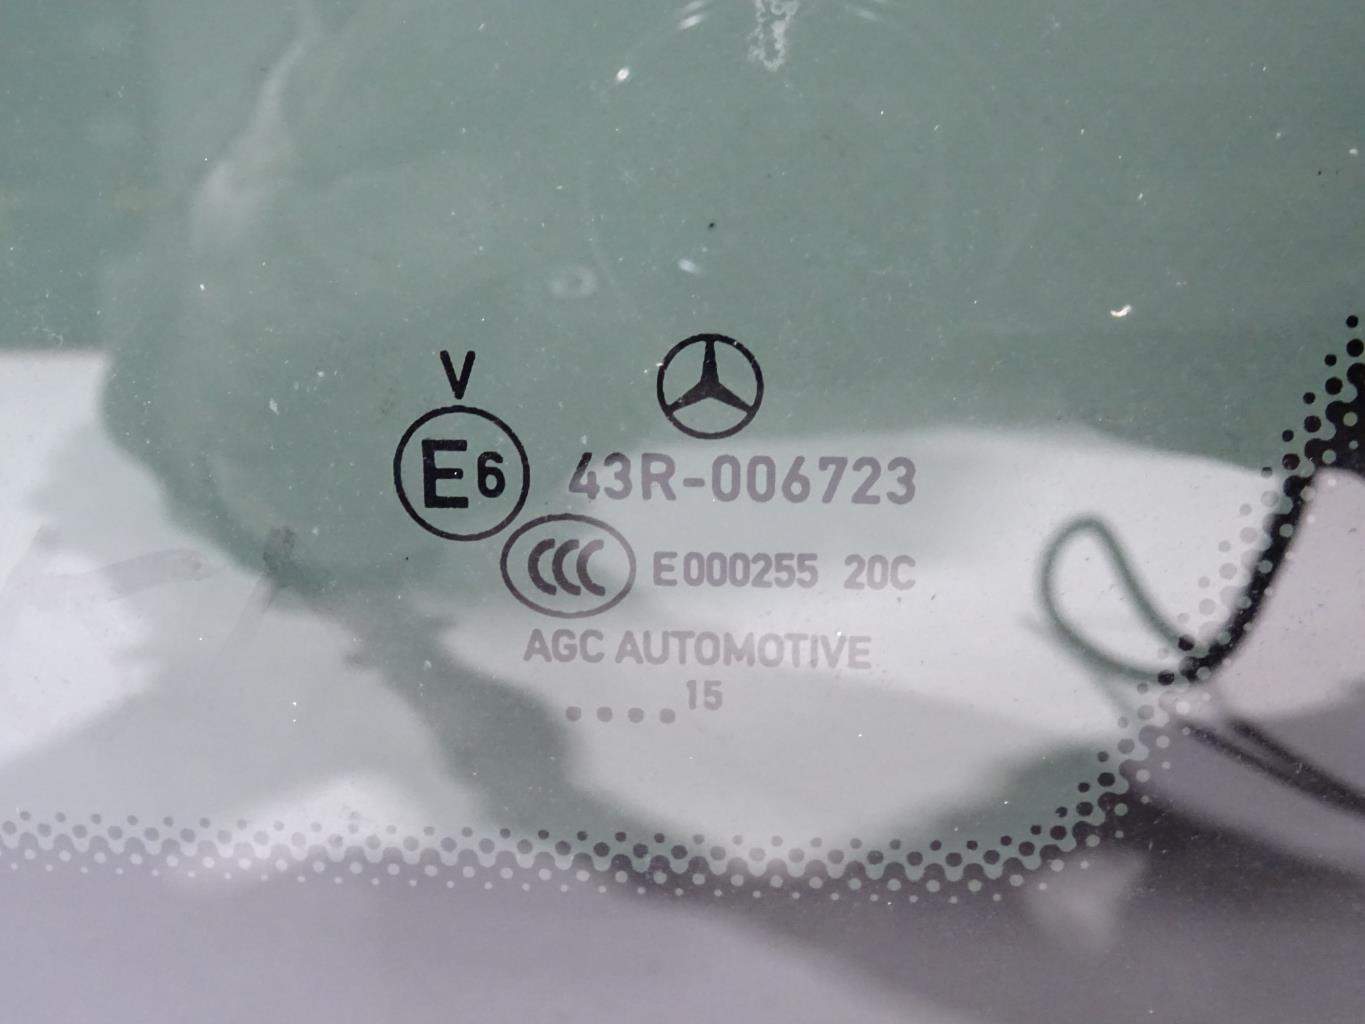 V
E6 43R-006723
CCC E000255 20C
AGC AUTOMOTIVE
....15